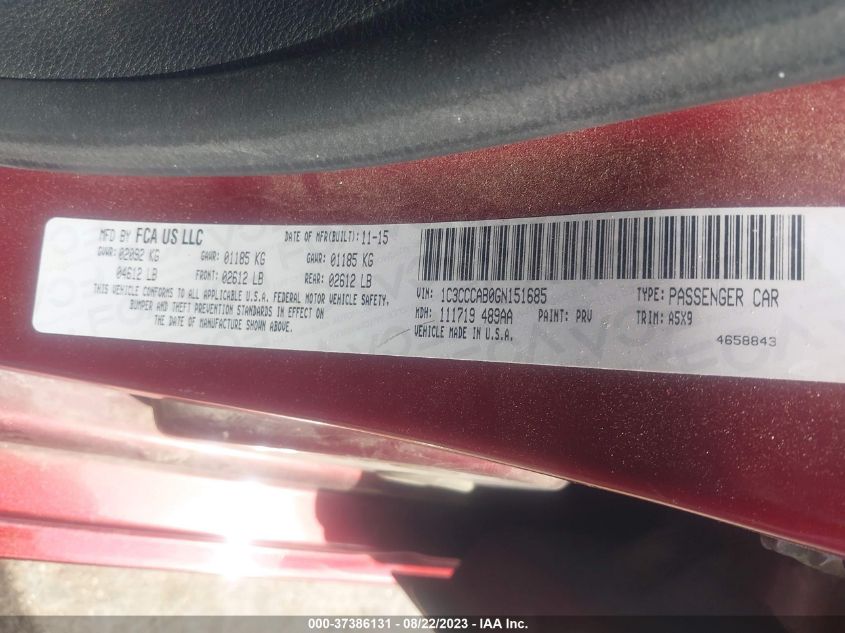 MFD BY FCA US LLC DATE OF MFR(BUILT): 11-15
GVWR: 02092 KG GAWR: 01185 KG GAWR: 01185 KG
04612 LB FRONT: 02612 LB REAR: 02612 LB
THIS VEHICLE CONFORMS TO ALL APPLICABLE U.S.A. FEDERAL MOTOR VEHICLE SAFETY,
BUMPER AND THEFT PREVENTION STANDARDS IN EFFECT ON
THE DATE OF MANUFACTURE SHOWN ABOVE.
VIN: 1C3CCCAB0GN151685 TYPE: PASSENGER CAR
MDH: 111719 489AA PAINT: PRV TRIM: A5X9
VEHICLE MADE IN U.S.A. 4658843
000-37386131 - 08/22/2023 - IAA Inc.